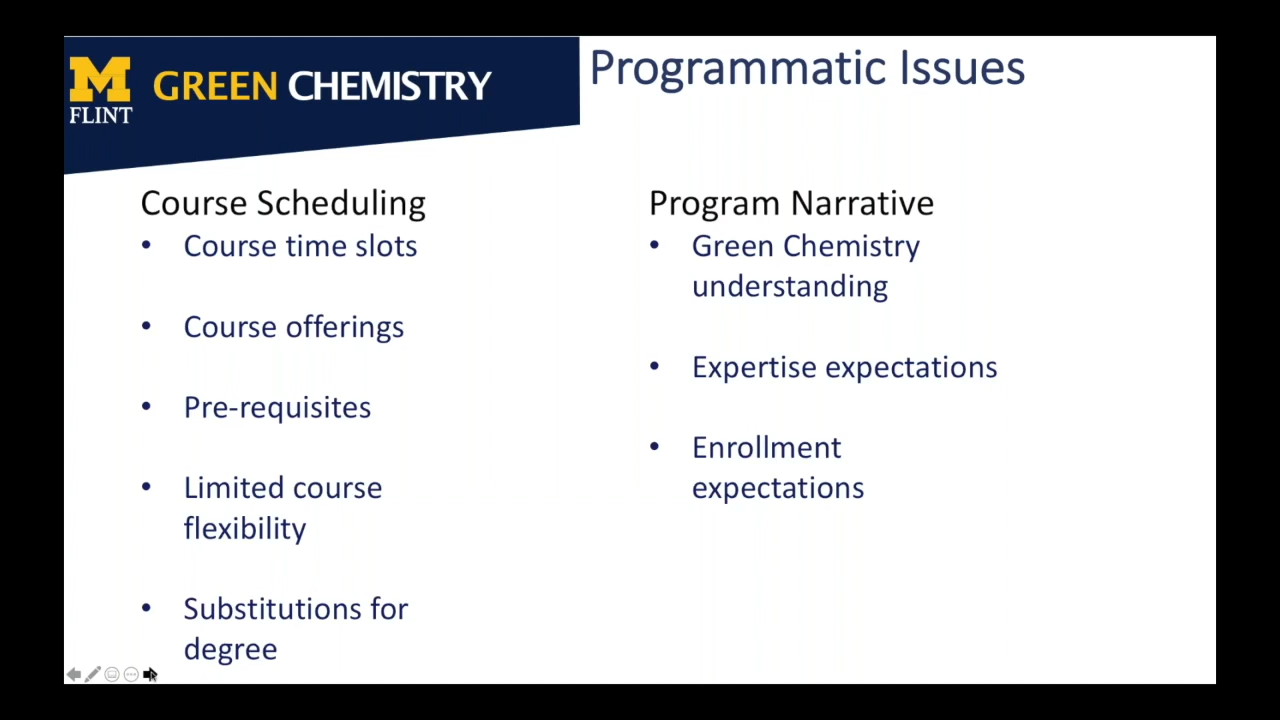 M
FLINT
GREEN CHEMISTRY
Programmatic Issues
Course Scheduling
• Course time slots
• Course offerings
• Pre-requisites
• Limited course
flexibility
• Substitutions for
degree
Program Narrative
• Green Chemistry
understanding
• Expertise expectations
• Enrollment
expectations